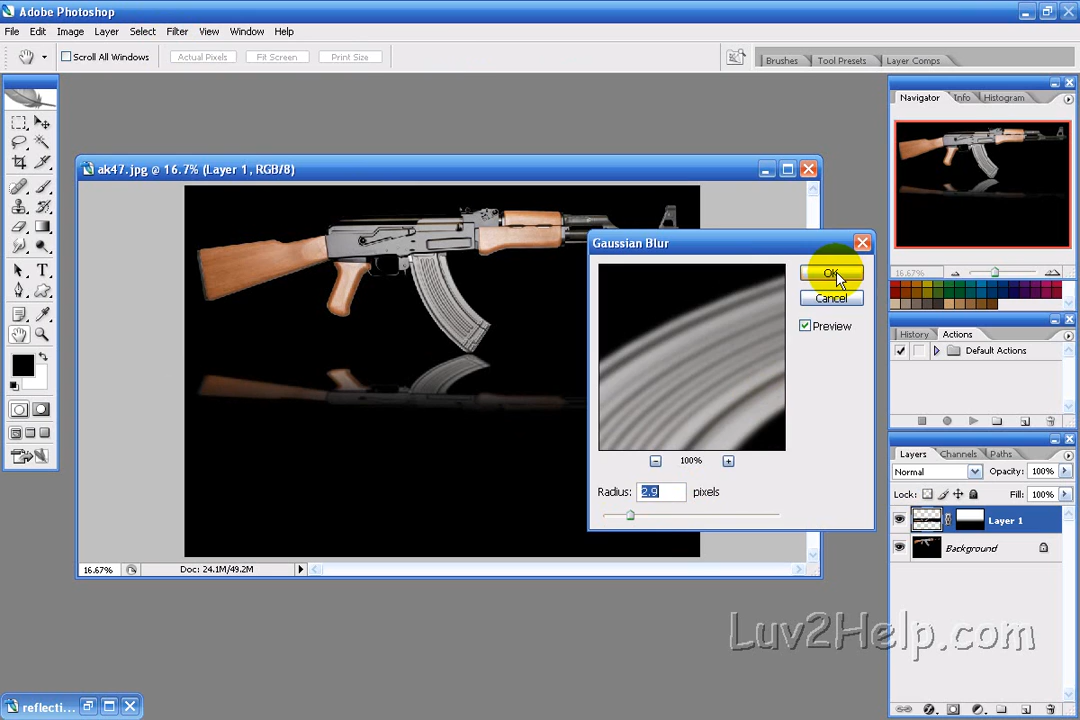 Adobe Photoshop
File Edit Image Layer Select Filter View Window Help
Scroll All Windows Actual Pixels Fit Screen Print Size Brushes Tool Presets Layer Comps
Navigator Info Histogram
ak47.jpg @ 16.7% (Layer 1, RGB/8)
Gaussian Blur
OK
16.67%
Cancel
Preview
History Actions
Default Actions
Layers Channels Paths
100%
Normal Opacity: 100%
Radius: 2.9 pixels
Lock: Fill: 100%
Layer 1
Background
16.67% Doc: 24.1M/49.2M
Luv2Help.com
reflecti...